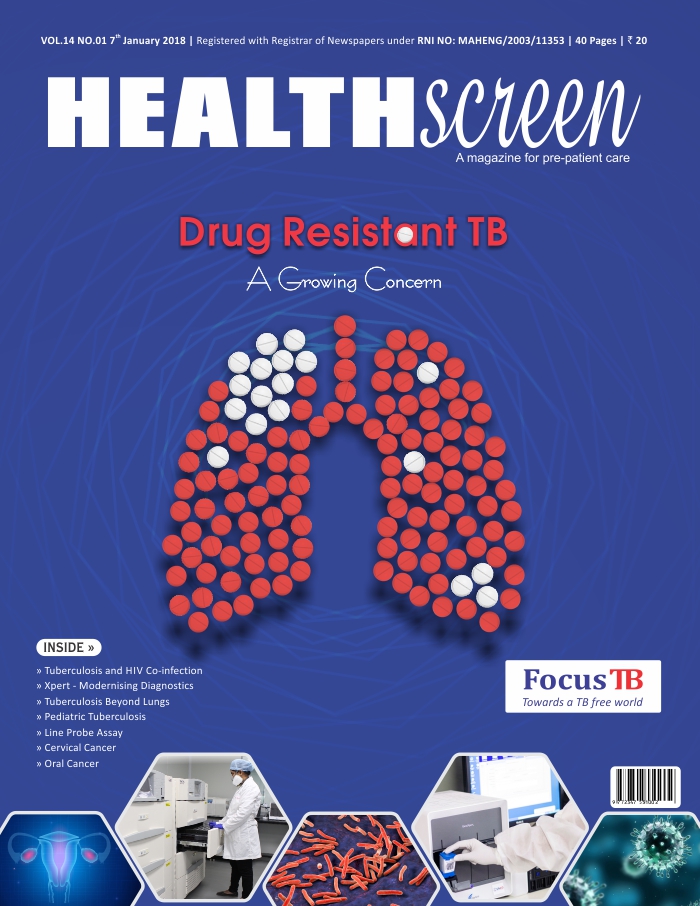 VOL.14 NO.01 7th January 2018 | Registered with Registrar of Newspapers under RNI NO: MAHENG/2003/11353 | 40 Pages | ₹ 20
HEALTHscreen
A magazine for pre-patient care
Drug Resistant TB
A Growing Concern
INSIDE »
» Tuberculosis and HIV Co-infection
» Xpert - Modernising Diagnostics
» Tuberculosis Beyond Lungs
» Pediatric Tuberculosis
» Line Probe Assay
» Cervical Cancer
» Oral Cancer
Focus TB
Towards a TB free world